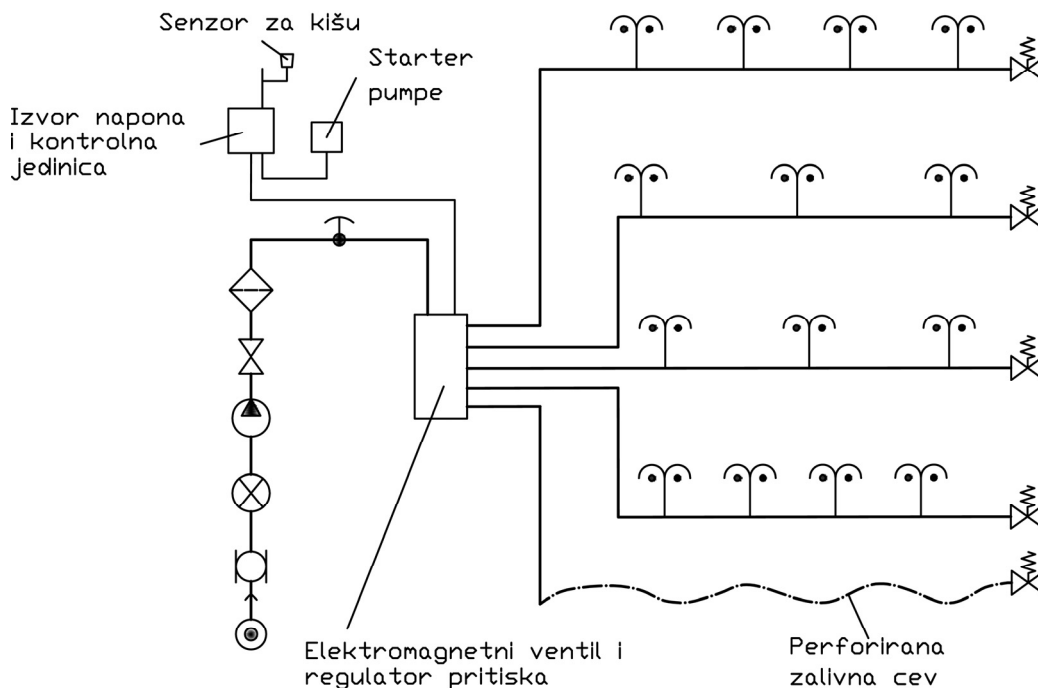 Senzor za kišu
Starter
pumpe
Izvor napona
i kontrolna
jedinica
Elektromagnetni ventil i
regulator pritiska
Perforirana
zalivna cev